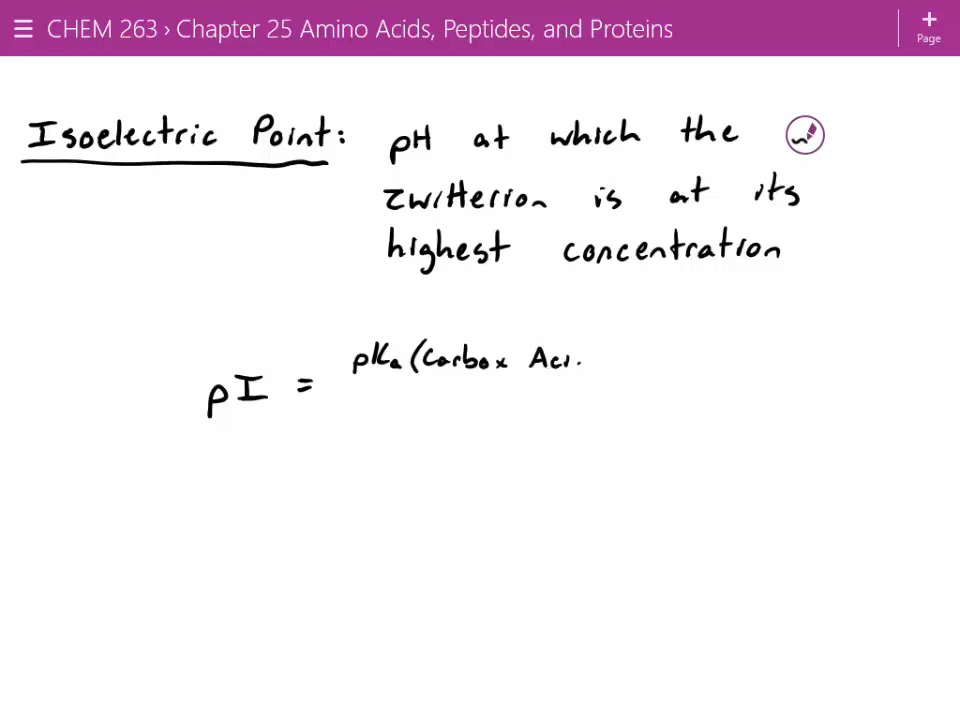 ☰ CHEM 263 › Chapter 25 Amino Acids, Peptides, and Proteins
+
Page
Isoelectric Point: pH at which the
zwitterion is at its
highest concentration
pKa (Carbox Aci
pI =